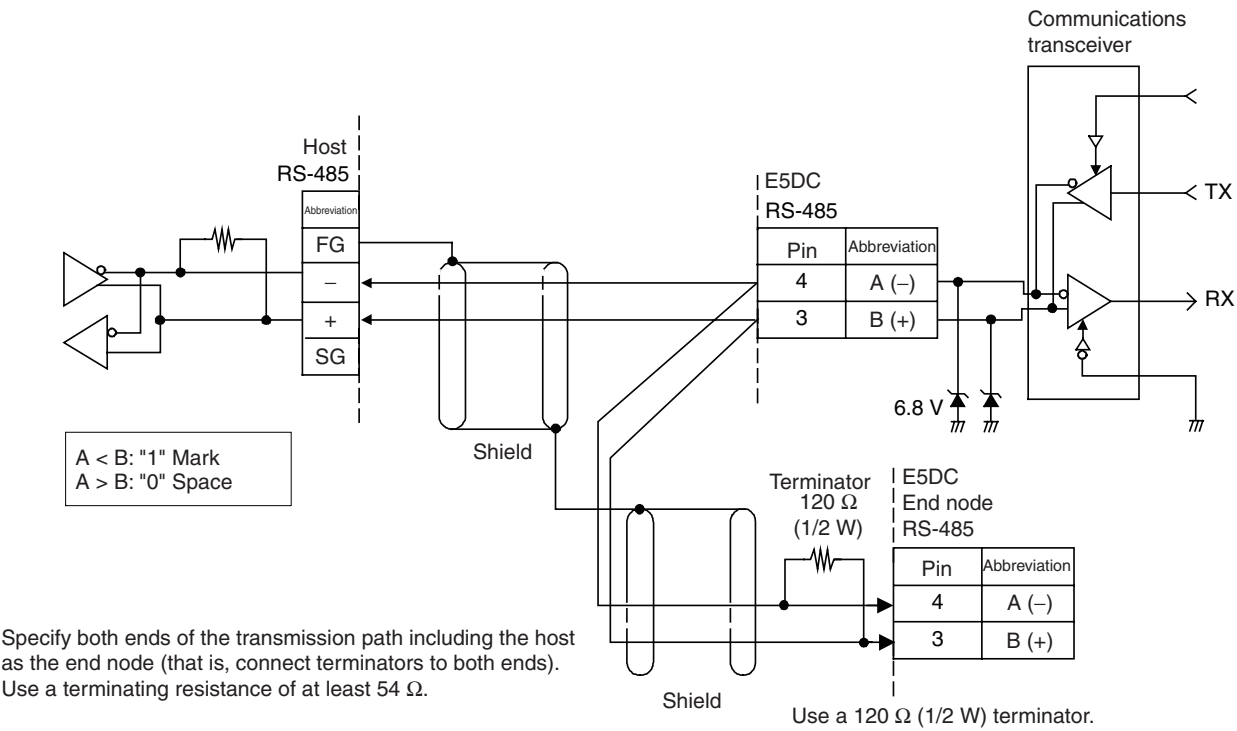 Communications
transceiver
Host
RS-485
Abbreviation
FG
−
+
SG
E5DC
RS-485
Pin
Abbreviation
4
A (−)
3
B (+)
TX
RX
6.8 V
Shield
A < B: "1" Mark
A > B: "0" Space
Terminator
120 Ω
(1/2 W)
E5DC
End node
RS-485
Pin
Abbreviation
4
A (−)
3
B (+)
Shield
Specify both ends of the transmission path including the host
as the end node (that is, connect terminators to both ends).
Use a terminating resistance of at least 54 Ω.
Use a 120 Ω (1/2 W) terminator.